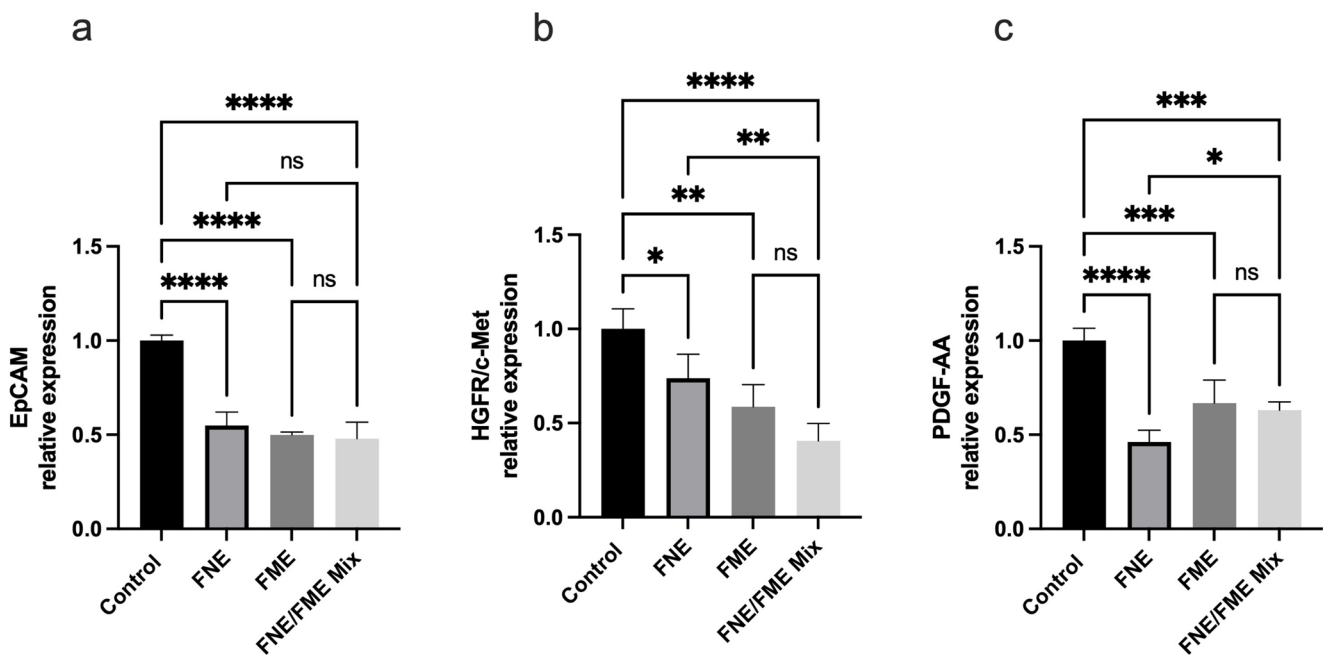 a
****
ns
****
****
ns
1.5
1.0
0.5
0.0
EpCAM
relative expression
Control
FNE
FME
FNE/FME Mix
b
****
**
**
*
ns
1.5
1.0
0.5
0.0
HGFR/c-Met
relative expression
Control
FNE
FME
FNE/FME Mix
c
***
*
***
****
ns
1.5
1.0
0.5
0.0
PDGF-AA
relative expression
Control
FNE
FME
FNE/FME Mix